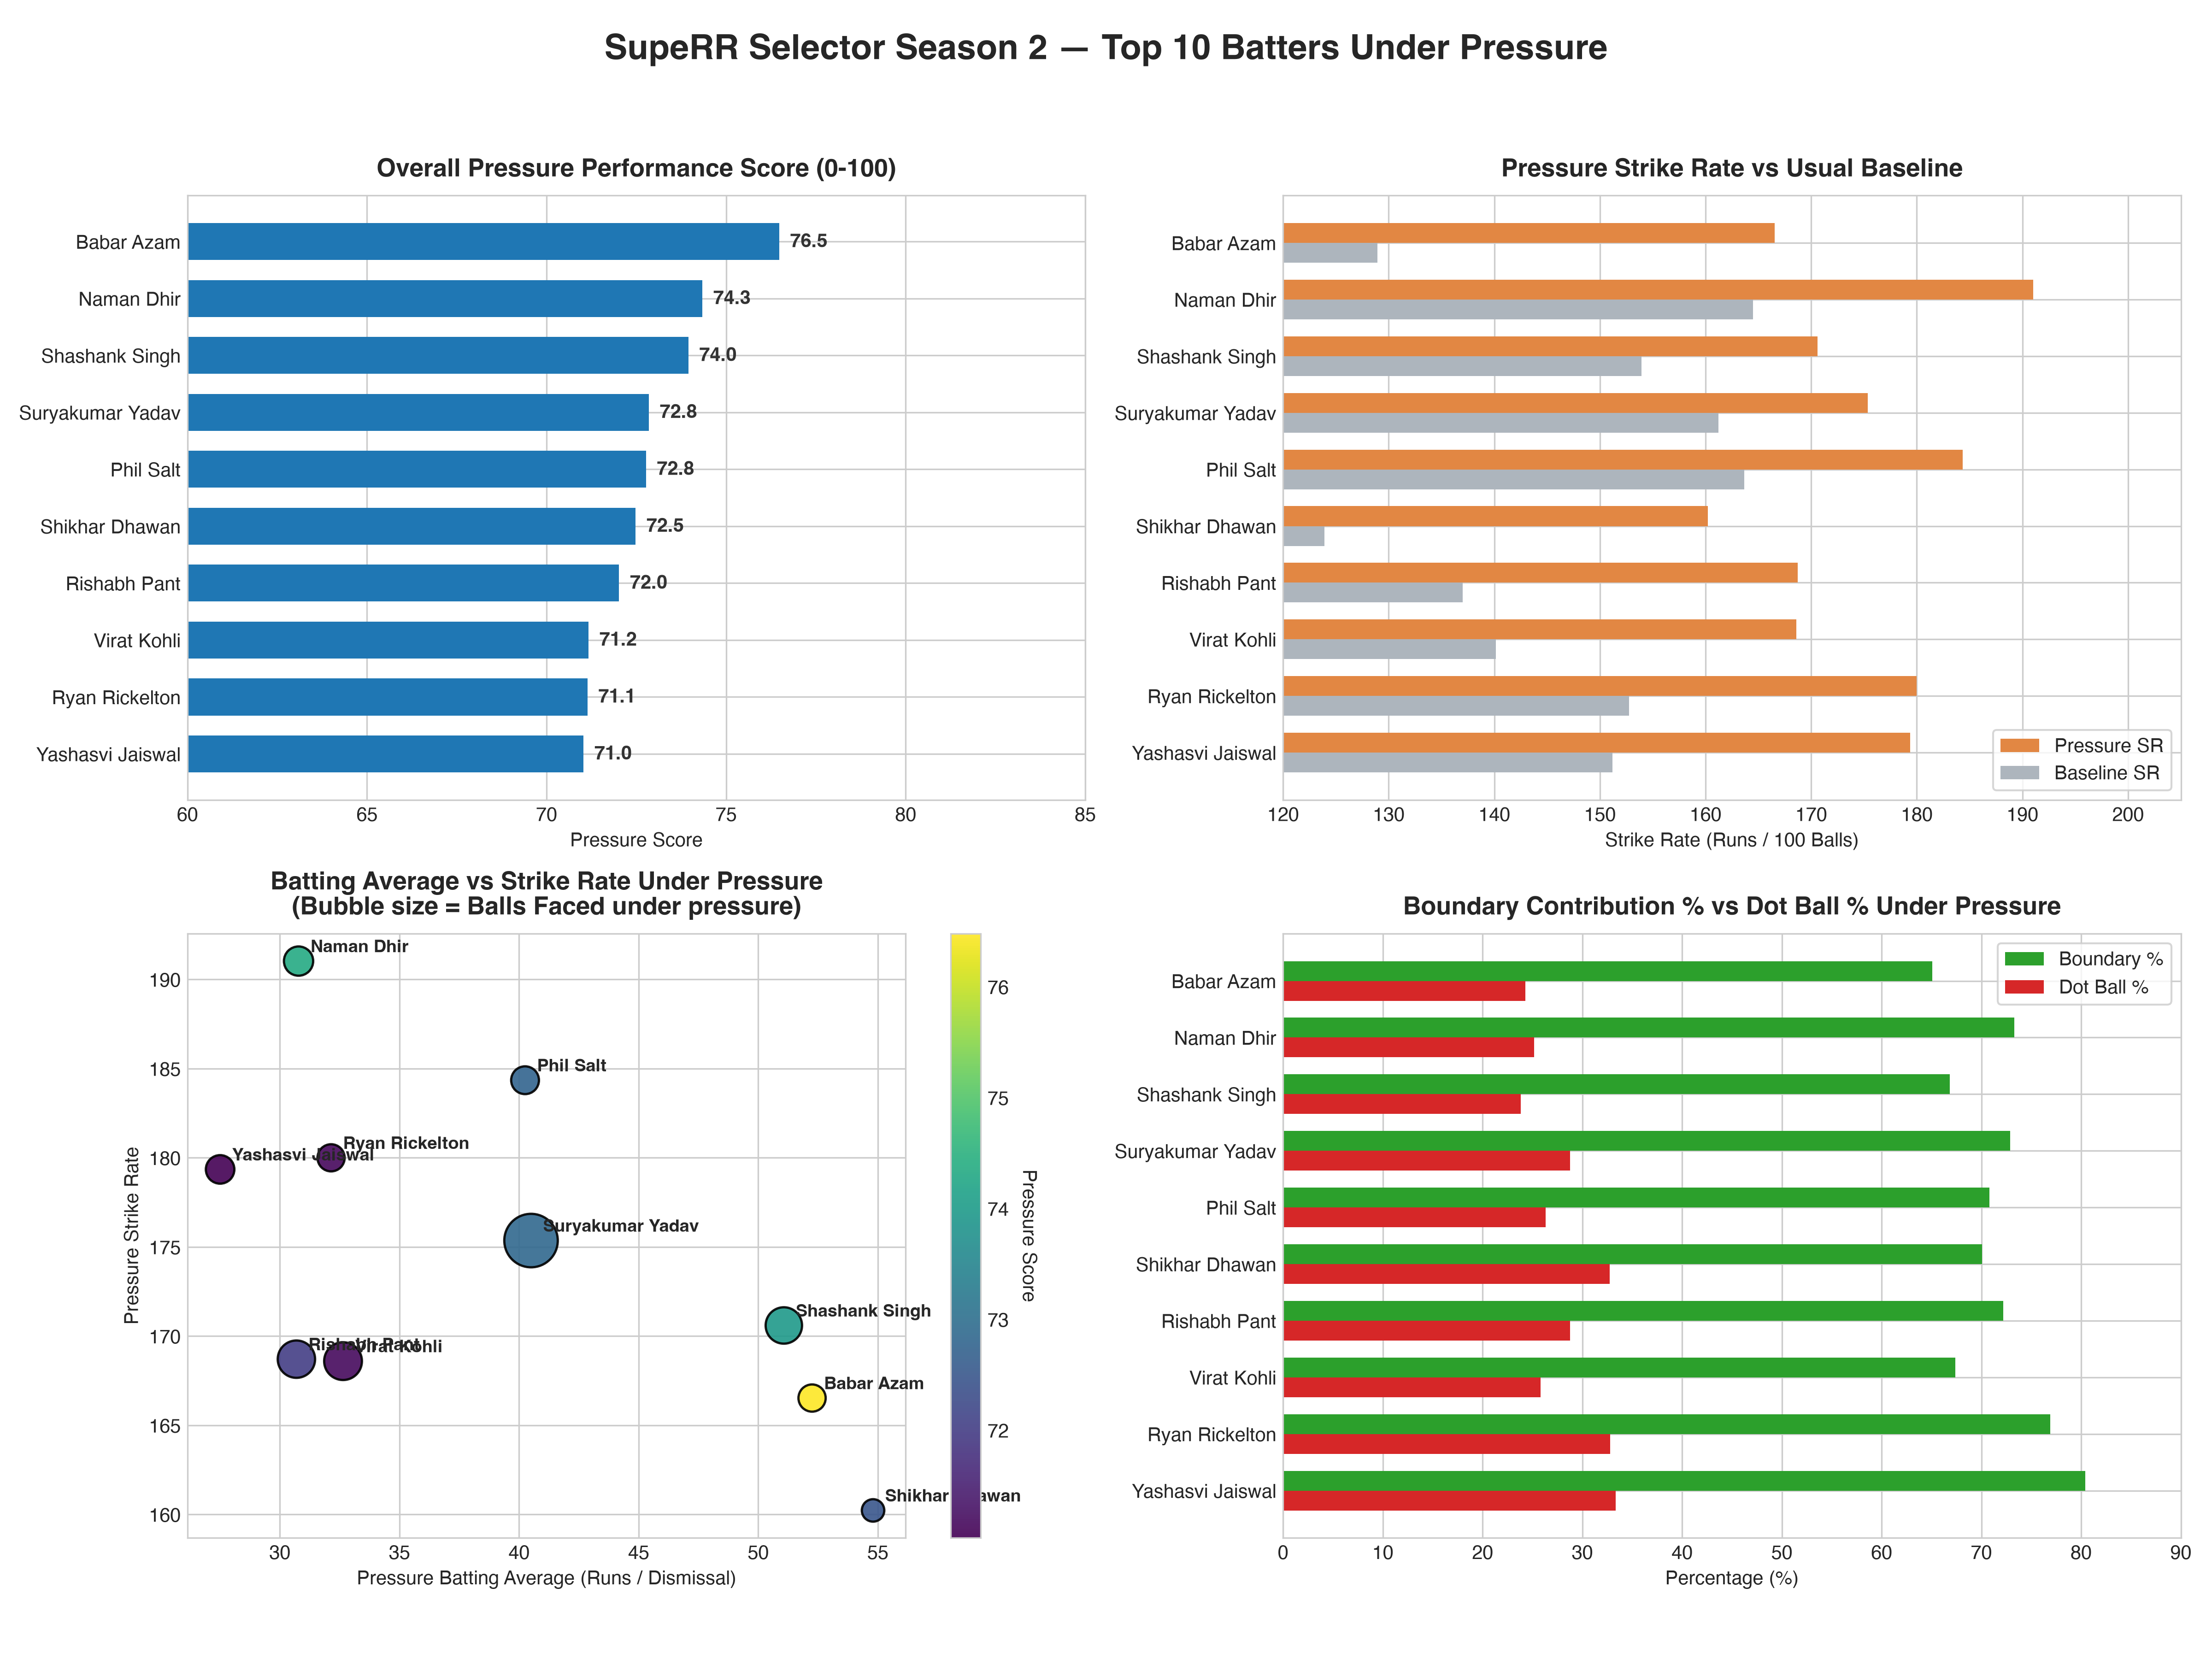 SupeRR Selector Season 2 — Top 10 Batters Under Pressure
Overall Pressure Performance Score (0-100)
Babar Azam 76.5
Naman Dhir 74.3
Shashank Singh 74.0
Suryakumar Yadav 72.8
Phil Salt 72.8
Shikhar Dhawan 72.5
Rishabh Pant 72.0
Virat Kohli 71.2
Ryan Rickelton 71.1
Yashasvi Jaiswal 71.0
60 65 70 75 80 85
Pressure Score
Pressure Strike Rate vs Usual Baseline
Babar Azam
Naman Dhir
Shashank Singh
Suryakumar Yadav
Phil Salt
Shikhar Dhawan
Rishabh Pant
Virat Kohli
Ryan Rickelton
Yashasvi Jaiswal
Pressure SR
Baseline SR
120 130 140 150 160 170 180 190 200
Strike Rate (Runs / 100 Balls)
Batting Average vs Strike Rate Under Pressure
(Bubble size = Balls Faced under pressure)
Pressure Strike Rate
190
185
180
175
170
165
160
Naman Dhir
Phil Salt
Ryan Rickelton
Yashasvi Jaiswal
Suryakumar Yadav
Shashank Singh
Rishabh Pant
Virat Kohli
Babar Azam
Shikhar Dhawan
30 35 40 45 50 55
Pressure Batting Average (Runs / Dismissal)
76
75
74
73
72
Pressure Score
Boundary Contribution % vs Dot Ball % Under Pressure
Boundary %
Dot Ball %
Babar Azam
Naman Dhir
Shashank Singh
Suryakumar Yadav
Phil Salt
Shikhar Dhawan
Rishabh Pant
Virat Kohli
Ryan Rickelton
Yashasvi Jaiswal
0 10 20 30 40 50 60 70 80 90
Percentage (%)